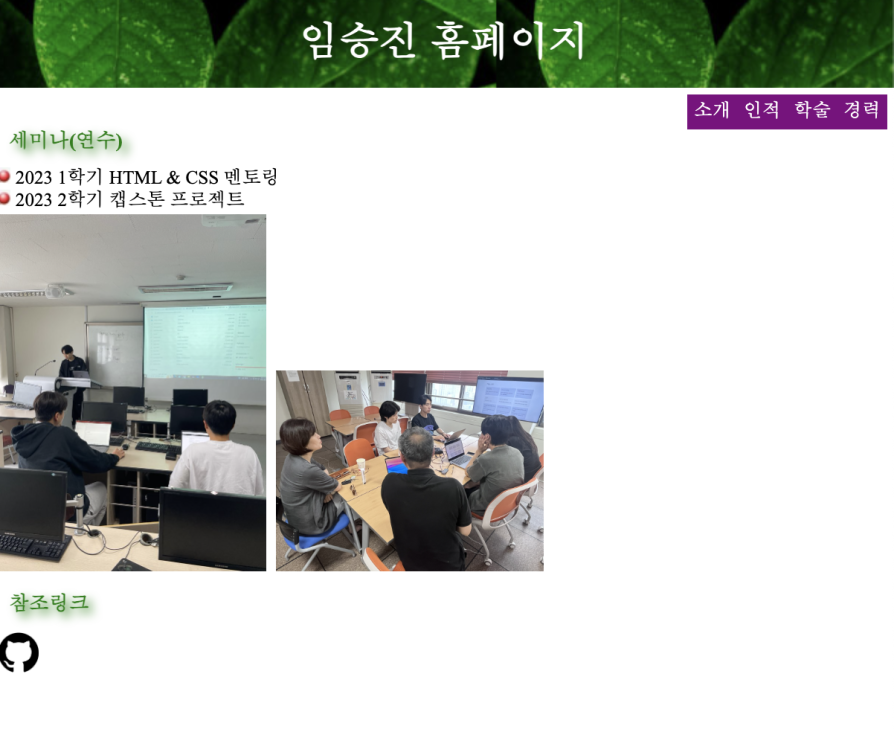 임승진 홈페이지
소개 인적 학술 경력
세미나(연수)
2023 1학기 HTML & CSS 멘토링
2023 2학기 캡스톤 프로젝트
참조링크